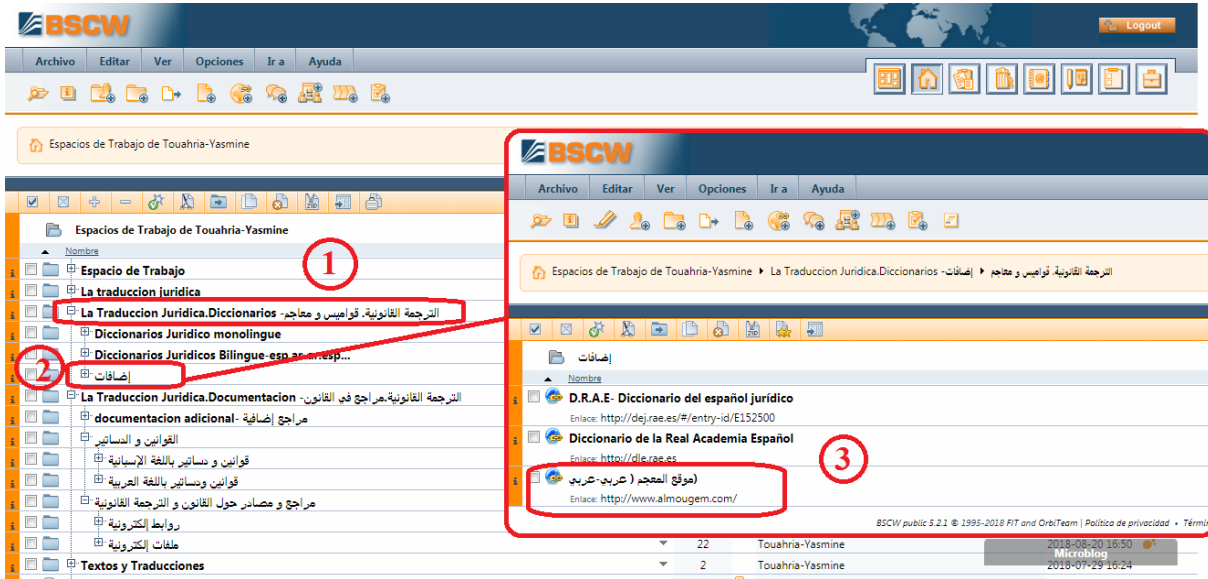 BSCW
Logout
Archivo Editar Ver Opciones Ir a Ayuda
Espacios de Trabajo de Touahria-Yasmine
Espacios de Trabajo de Touahria-Yasmine
Nombre
1
Espacio de Trabajo
La traduccion juridica
La Traduccion Juridica.Diccionarios -الترجمة القانونية. قواميس و معاجم
Diccionarios Juridico monolingue
2
Diccionarios Juridicos Bilingue-esp.ar-ar.esp...
إضافات
La Traduccion Juridica.Documentacion -الترجمة القانونية.مراجع في القانون
documentacion adicional- مراجع إضافية
القوانين و الدساتير
قوانين و دساتير باللغة الإسبانية
قوانين ودساتير باللغة العربية
مراجع و مصادر حول القانون و الترجمة القانونية
روابط إلكترونية
ملفات إلكترونية
22 Touahria-Yasmine 2018-08-20 16:50
Textos y Traducciones
2 Touahria-Yasmine 2018-07-29 16:24
Microblog
BSCW
Archivo Editar Ver Opciones Ir a Ayuda
Espacios de Trabajo de Touahria-Yasmine La Traduccion Juridica.Diccionarios -الترجمة القانونية. قواميس و معاجم إضافات
ZIP
إضافات
Nombre
D.R.A.E- Diccionario del español jurídico
Enlace: http://dej.rae.es/#/entry-id/E152500
Diccionario de la Real Academia Español
Enlace: http://dle.rae.es
3
موقع المعجم ( عربي-عربي)
Enlace: http://www.almougem.com/
BSCW public 5.2.1 © 1995-2018 FIT and OrbiTeam | Política de privacidad • Térmi